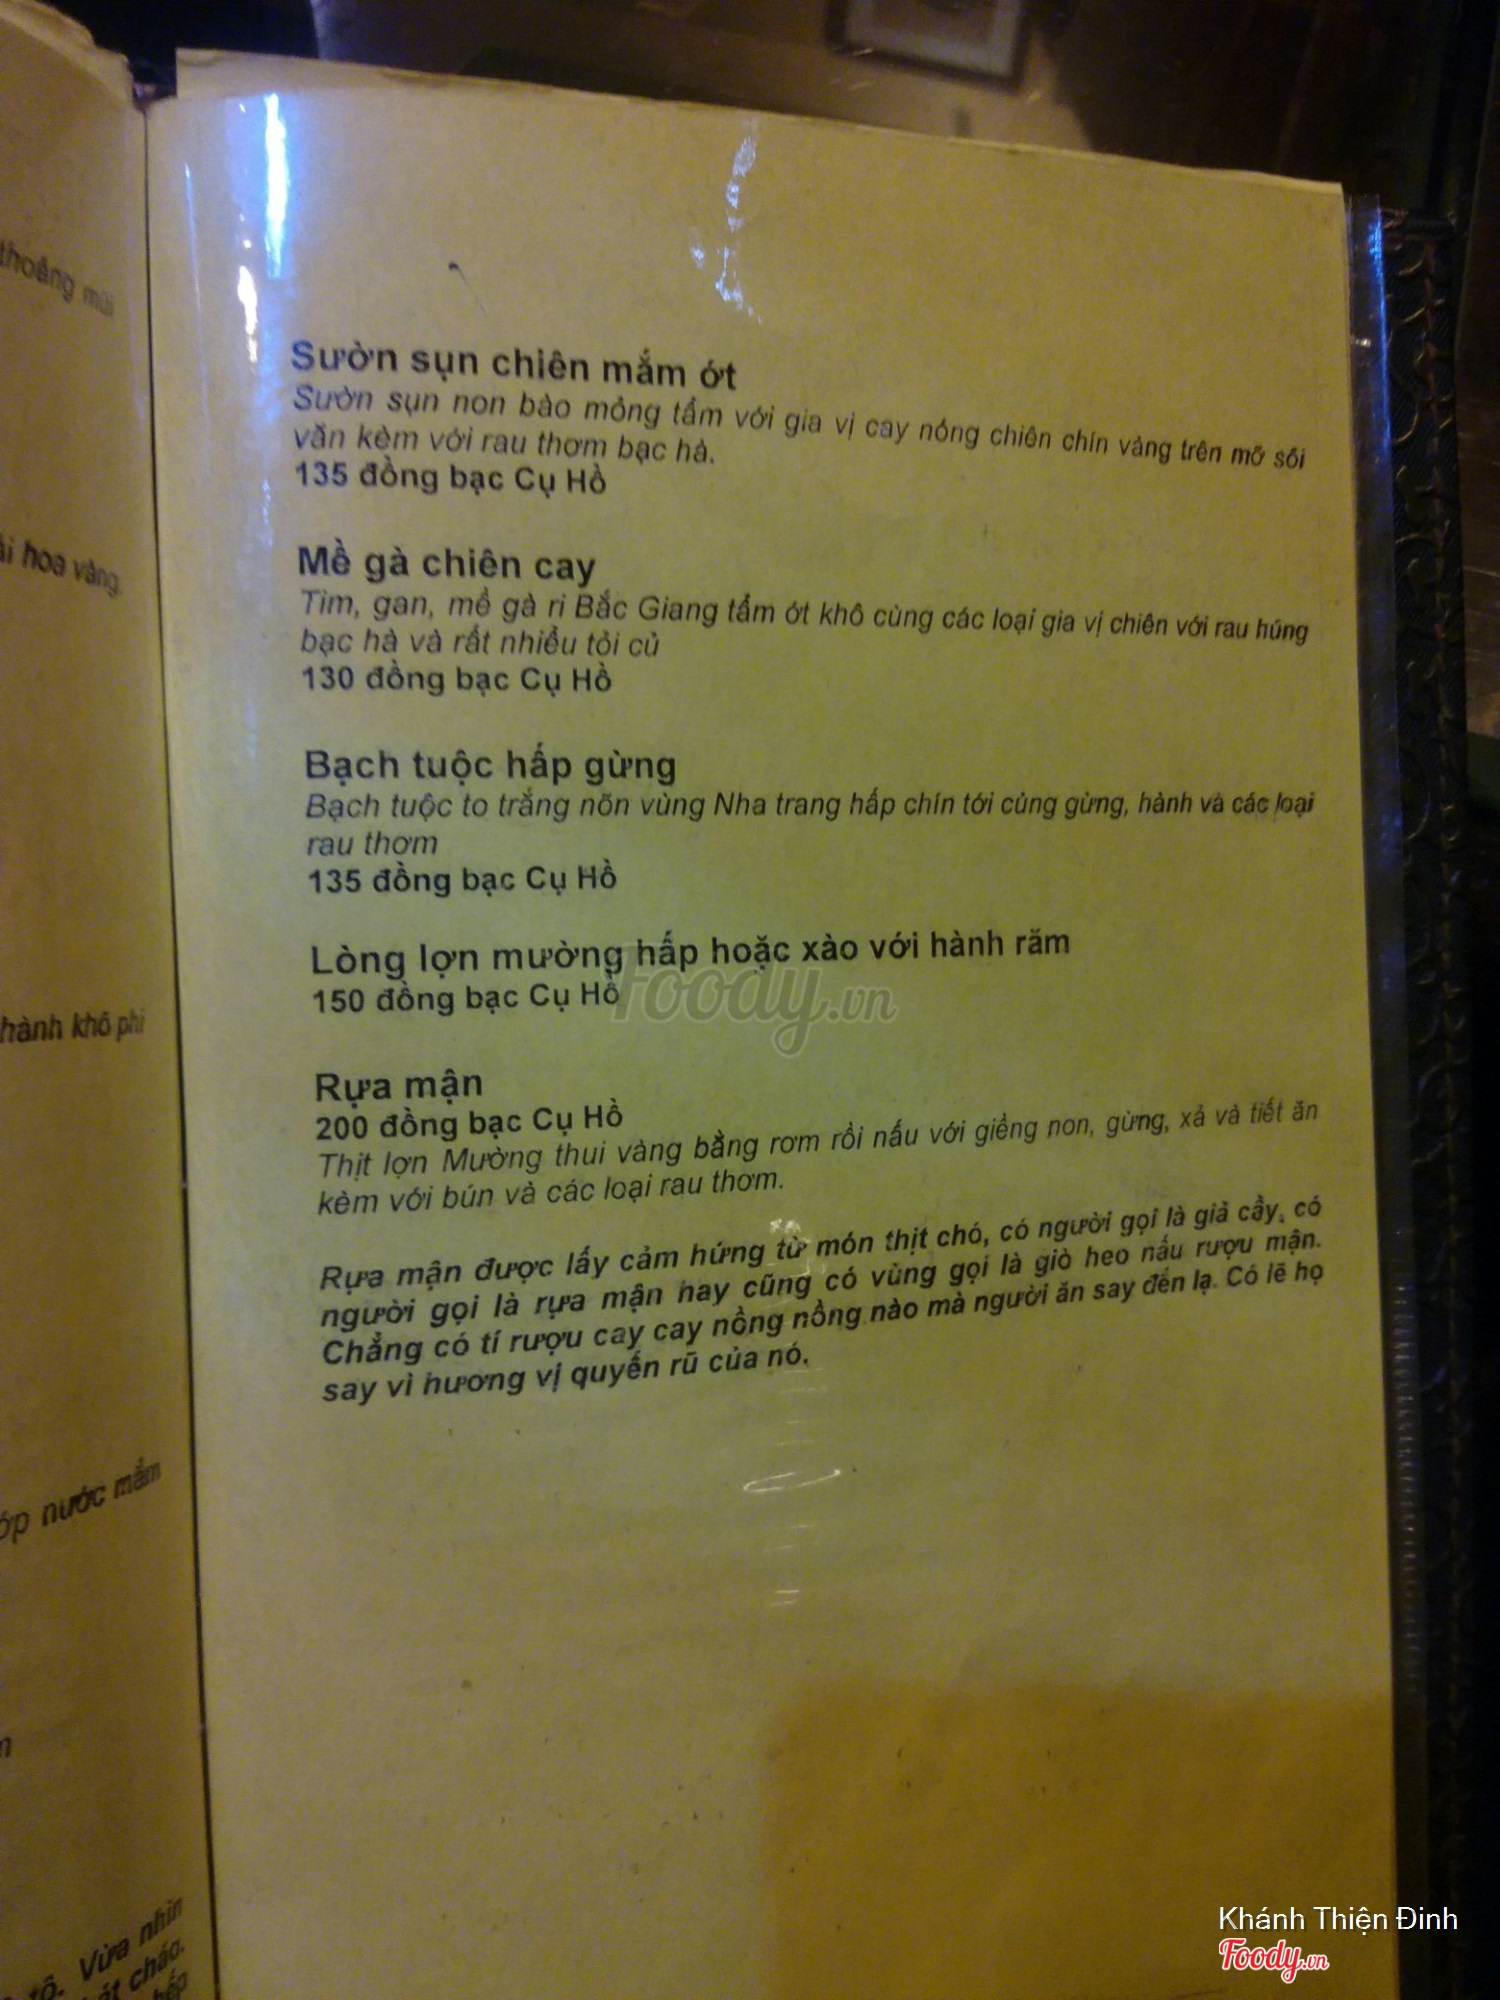 thoảng mùi
hoa vàng.
hành khô phi
nước mắm
Vừa nhìn
cháo.
bếp
Sườn sụn chiên mắm ớt
Sườn sụn non bào mỏng tẩm với gia vị cay nóng chiên chín vàng trên mỡ sôi
văn kèm với rau thơm bạc hà.
135 đồng bạc Cụ Hồ
Mề gà chiên cay
Tim, gan, mề gà ri Bắc Giang tẩm ớt khô cùng các loại gia vị chiên với rau húng
bạc hà và rất nhiều tỏi củ
130 đồng bạc Cụ Hồ
Bạch tuộc hấp gừng
Bạch tuộc to trắng nõn vùng Nha trang hấp chín tới cùng gừng, hành và các loại
rau thơm
135 đồng bạc Cụ Hồ
Lòng lợn mường hấp hoặc xào với hành răm
150 đồng bạc Cụ Hồ
Rựa mận
200 đồng bạc Cụ Hồ
Thịt lợn Mường thui vàng bằng rơm rồi nấu với giềng non, gừng, xả và tiết ăn
kèm với bún và các loại rau thơm.
Rựa mận được lấy cảm hứng từ món thịt chó, có người gọi là giả cầy, có
người gọi là rựa mận hay cũng có vùng gọi là giò heo nấu rượu mận.
Chẳng có tí rượu cay cay nồng nồng nào mà người ăn say đến lạ. Có lẽ họ
say vì hương vị quyến rũ của nó.
Foody.vn
Khánh Thiện Đinh
Foody.vn